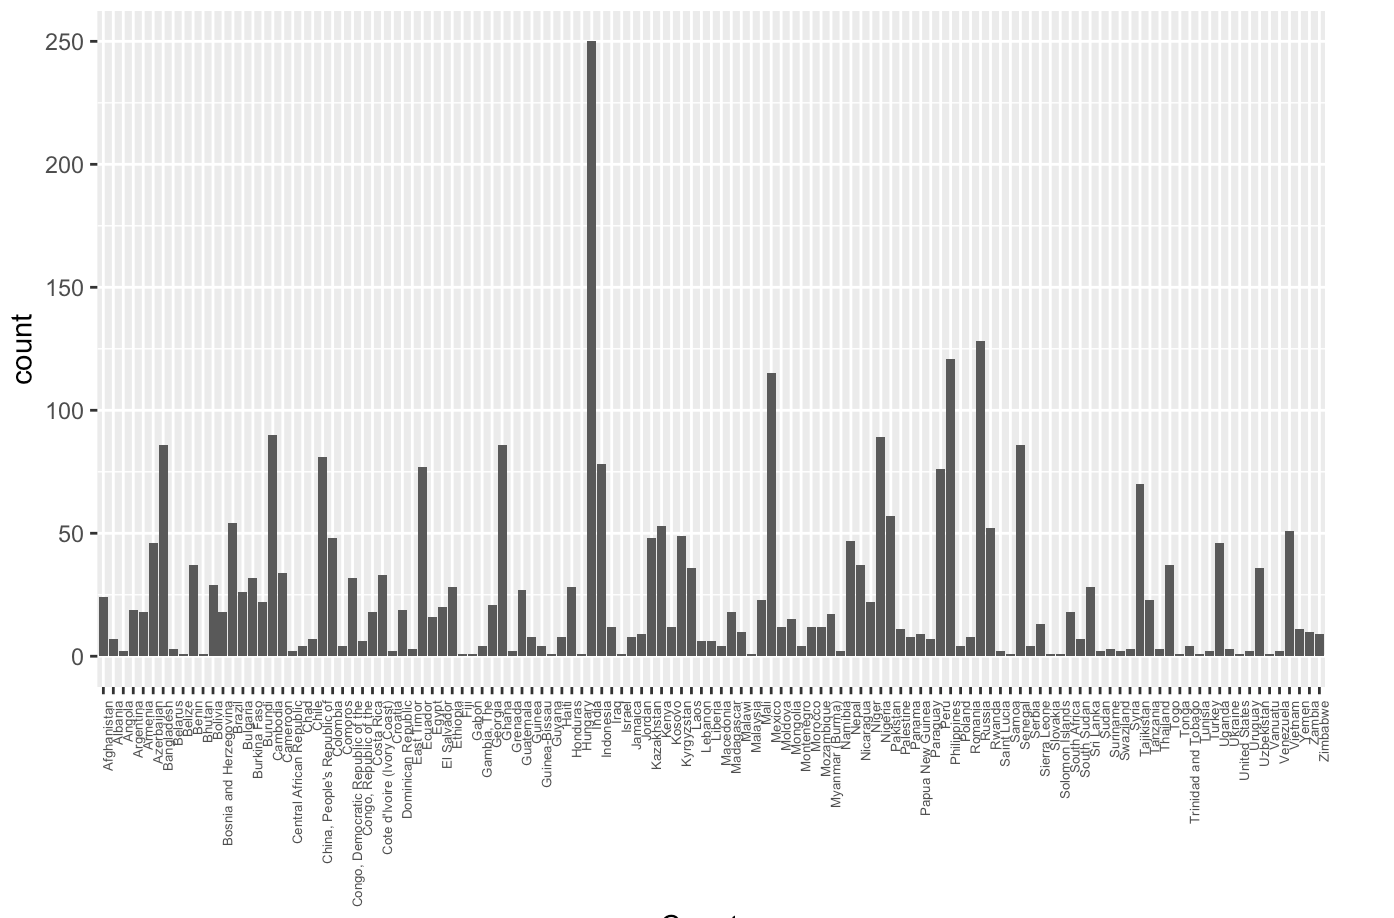 250
200
150
100
50
0
count
Afghanistan
Albania
Angola
Argentina
Armenia
Azerbaijan
Bangladesh
Belarus
Belize
Benin
Bhutan
Bolivia
Bosnia and Herzegovina
Brazil
Bulgaria
Burkina Faso
Burundi
Cambodia
Cameroon
Central African Republic
Chad
Chile
China, People's Republic of
Colombia
Comoros
Congo, Democratic Republic of the
Congo, Republic of the
Costa Rica
Cote d'Ivoire (Ivory Coast)
Croatia
Dominican Republic
East Timor
Ecuador
Egypt
El Salvador
Ethiopia
Fiji
Gabon
Gambia, The
Georgia
Ghana
Grenada
Guatemala
Guinea
Guinea-Bissau
Guyana
Haiti
Honduras
Hungary
India
Indonesia
Iraq
Israel
Jamaica
Jordan
Kazakhstan
Kenya
Kosovo
Kyrgyzstan
Laos
Lebanon
Liberia
Macedonia
Madagascar
Malawi
Malaysia
Mali
Mexico
Moldova
Mongolia
Montenegro
Morocco
Mozambique
Myanmar (Burma)
Namibia
Nepal
Nicaragua
Niger
Nigeria
Pakistan
Palestine
Panama
Papua New Guinea
Paraguay
Peru
Philippines
Poland
Romania
Russia
Rwanda
Saint Lucia
Samoa
Senegal
Serbia
Sierra Leone
Slovakia
Solomon Islands
South Africa
South Sudan
Sri Lanka
Sudan
Suriname
Swaziland
Syria
Tajikistan
Tanzania
Thailand
Togo
Tonga
Trinidad and Tobago
Tunisia
Turkey
Uganda
Ukraine
United States
Uruguay
Uzbekistan
Vanuatu
Venezuela
Vietnam
Yemen
Zambia
Zimbabwe